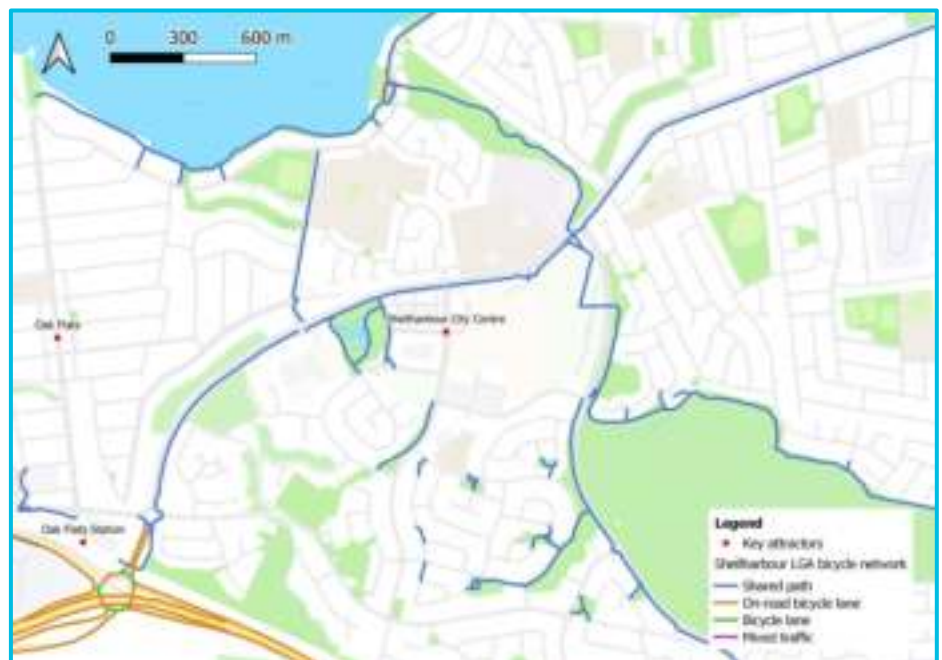 0 300 600 m
Shellharbour City Centre
Oak Flats
Oak Flats Station
Legend
Key attractors
Shellharbour LGA bicycle network
Shared path
On-road bicycle lane
Bicycle lane
Mixed traffic